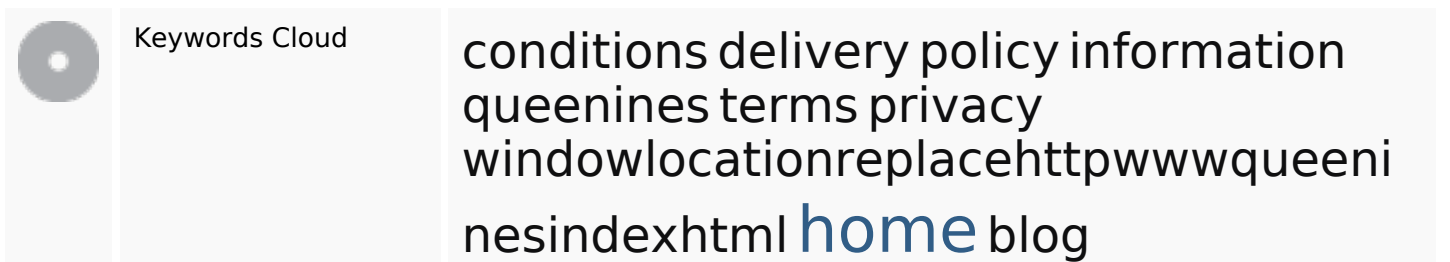 Keywords Cloud
conditions delivery policy information
queenines terms privacy
windowlocationreplacehttpwwwqueeni
nesindexhtml home blog